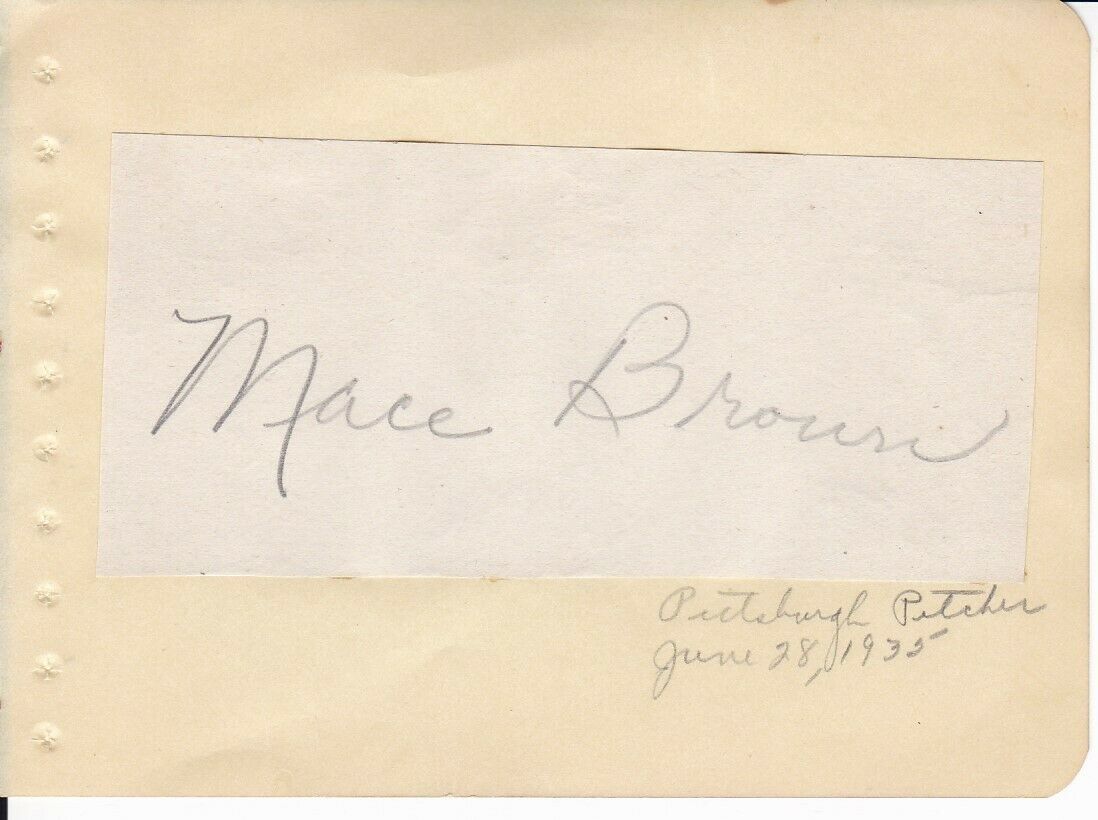 Mace Brown
Pittsburgh Pitcher
June 28, 1935